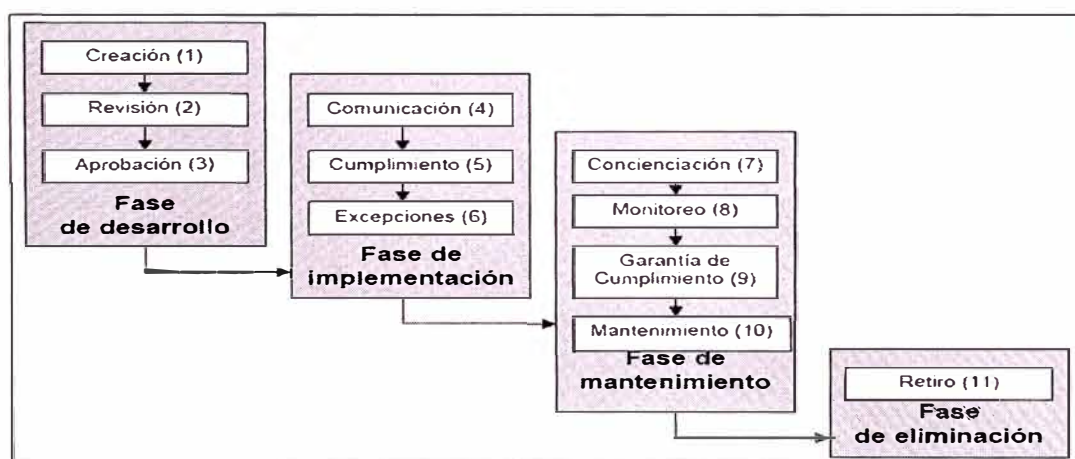 Creación (1)
Revisión (2)
Aprobación (3)
Fase
de desarrollo
Comunicación (4)
Cumplimiento (5)
Excepciones (6)
Fase de
implementación
Concienciación (7)
Monitoreo (8)
Garantía de
Cumplimiento (9)
Mantenimiento (10)
Fase de
mantenimiento
Retiro (11)
Fase
de eliminación